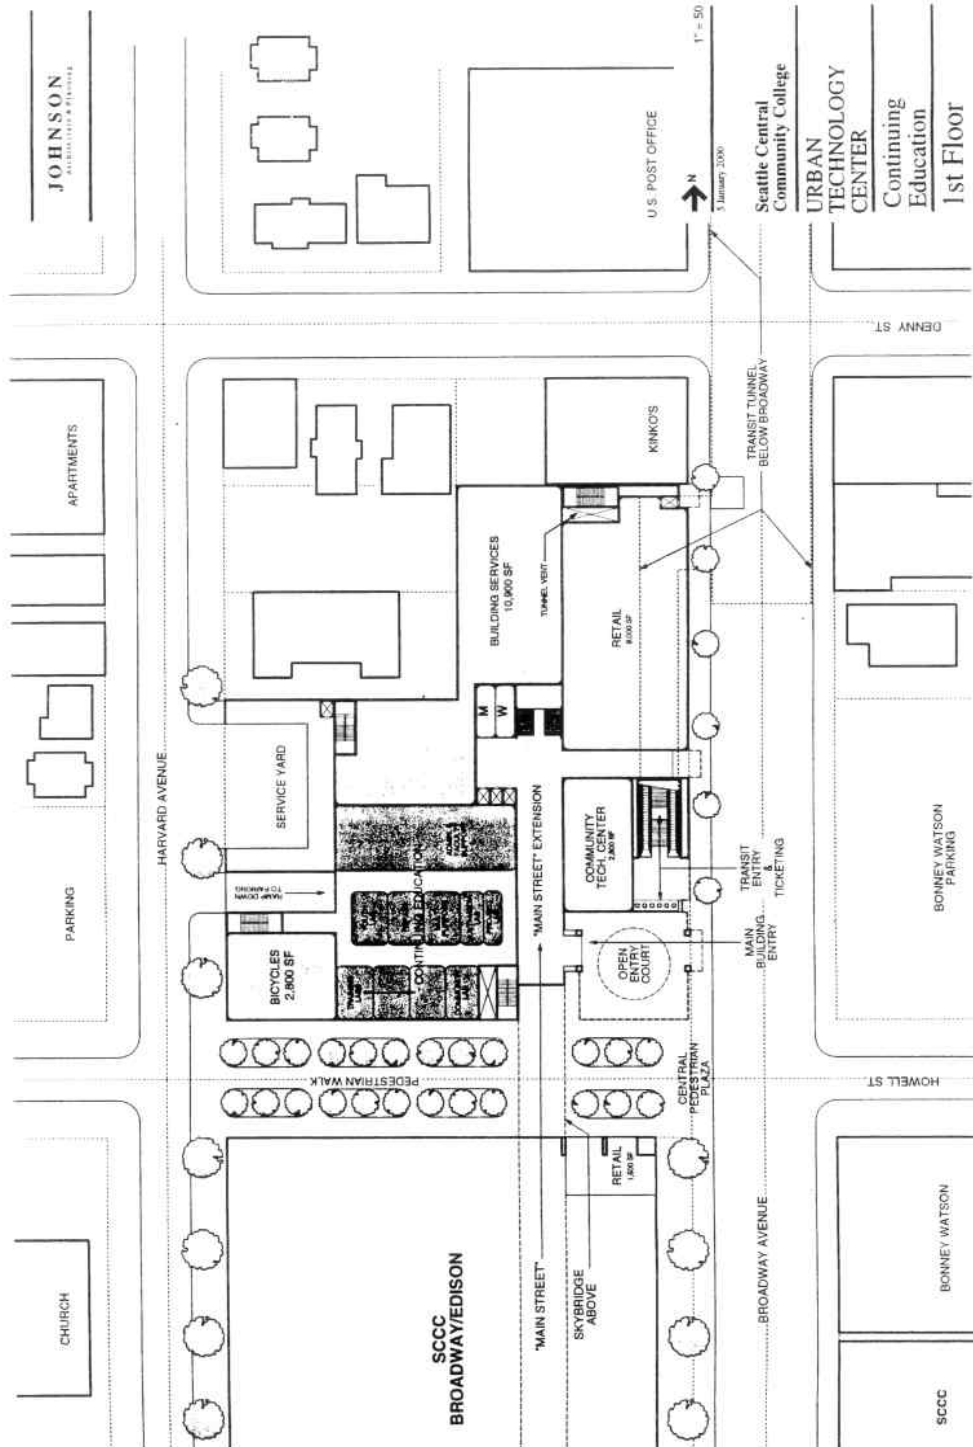 JOHNSON
Architecture & Planning
1" = 50
N
5 January 2000
Seattle Central
Community College
URBAN
TECHNOLOGY
CENTER
Continuing
Education
1st Floor
U.S. POST OFFICE
DENNY ST.
APARTMENTS
KINKO'S
TRANSIT TUNNEL
BELOW BROADWAY
BUILDING SERVICES
10,900 SF
TUNNEL VENT
RETAIL
M
W
HARVARD AVENUE
SERVICE YARD
PARKING
RAMP DOWN
TO PARKING
BICYCLES
2,800 SF
CONTINUING EDUCATION
"MAIN STREET" EXTENSION
COMMUNITY
TECH. CENTER
TRANSIT
ENTRY
&
TICKETING
MAIN
BUILDING
ENTRY
OPEN
ENTRY
COURT
BONNEY WATSON
PARKING
PEDESTRIAN WALK
CENTRAL
PEDESTRIAN
PLAZA
HOWELL ST.
RETAIL
CHURCH
SCCC
BROADWAY/EDISON
"MAIN STREET"
SKYBRIDGE
ABOVE
BROADWAY AVENUE
BONNEY WATSON
SCCC